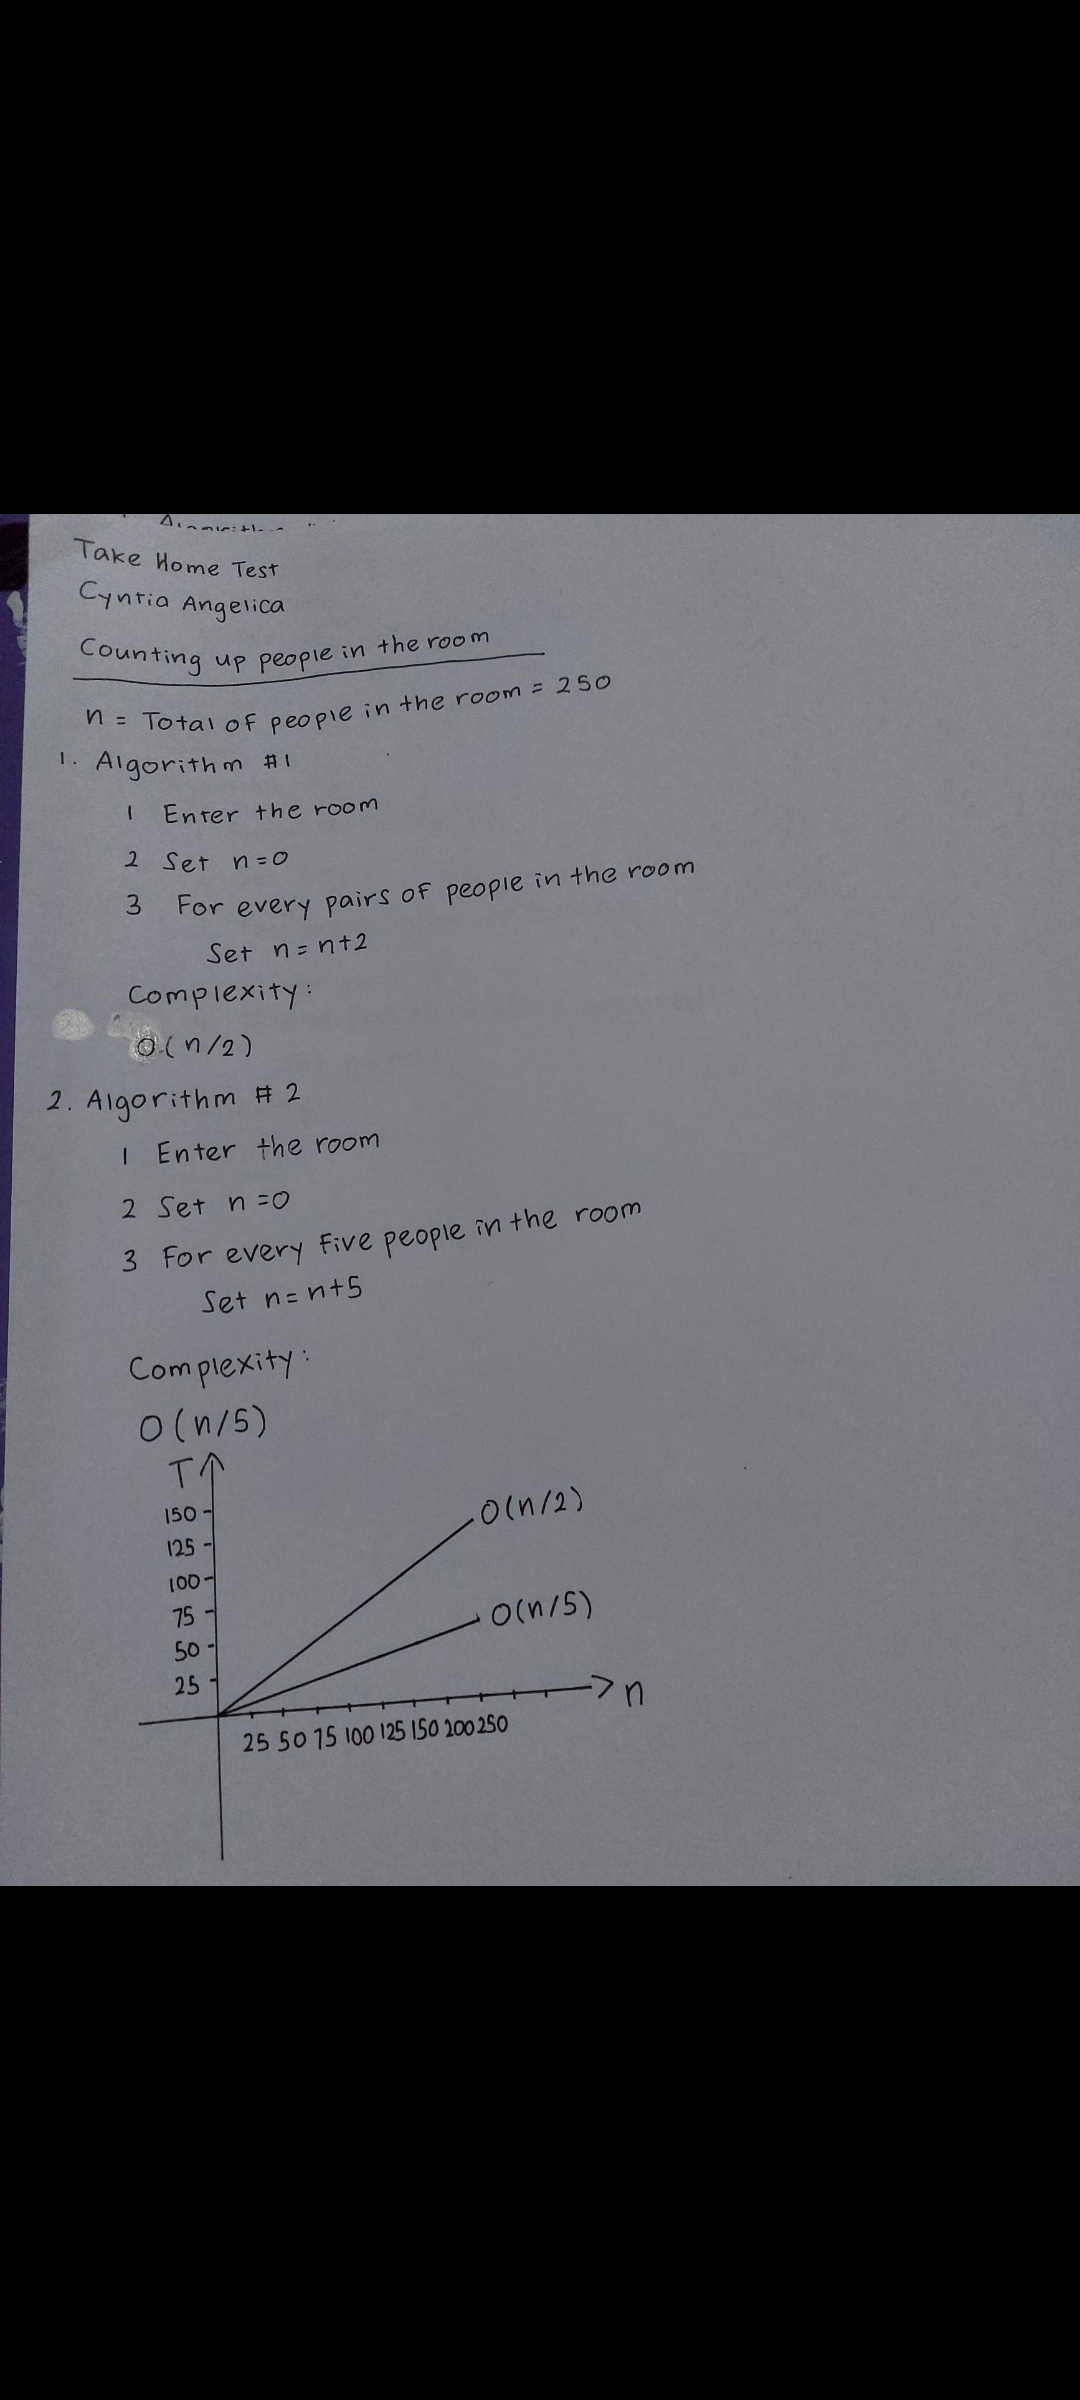 Take Home Test
Cyntia Angelica
Counting up people in the room
n = Total of people in the room = 250
1. Algorithm #1
1 Enter the room
2 Set n=0
3 For every pairs of people in the room
Set n=n+2
Complexity:
O(n/2)
2. Algorithm # 2
1 Enter the room
2 Set n=0
3 For every five people in the room
Set n=n+5
Complexity:
O(n/5)
T
150
O(n/2)
125
100
75
O(n/5)
50
25
n
25 50 75 100 125 150 200 250